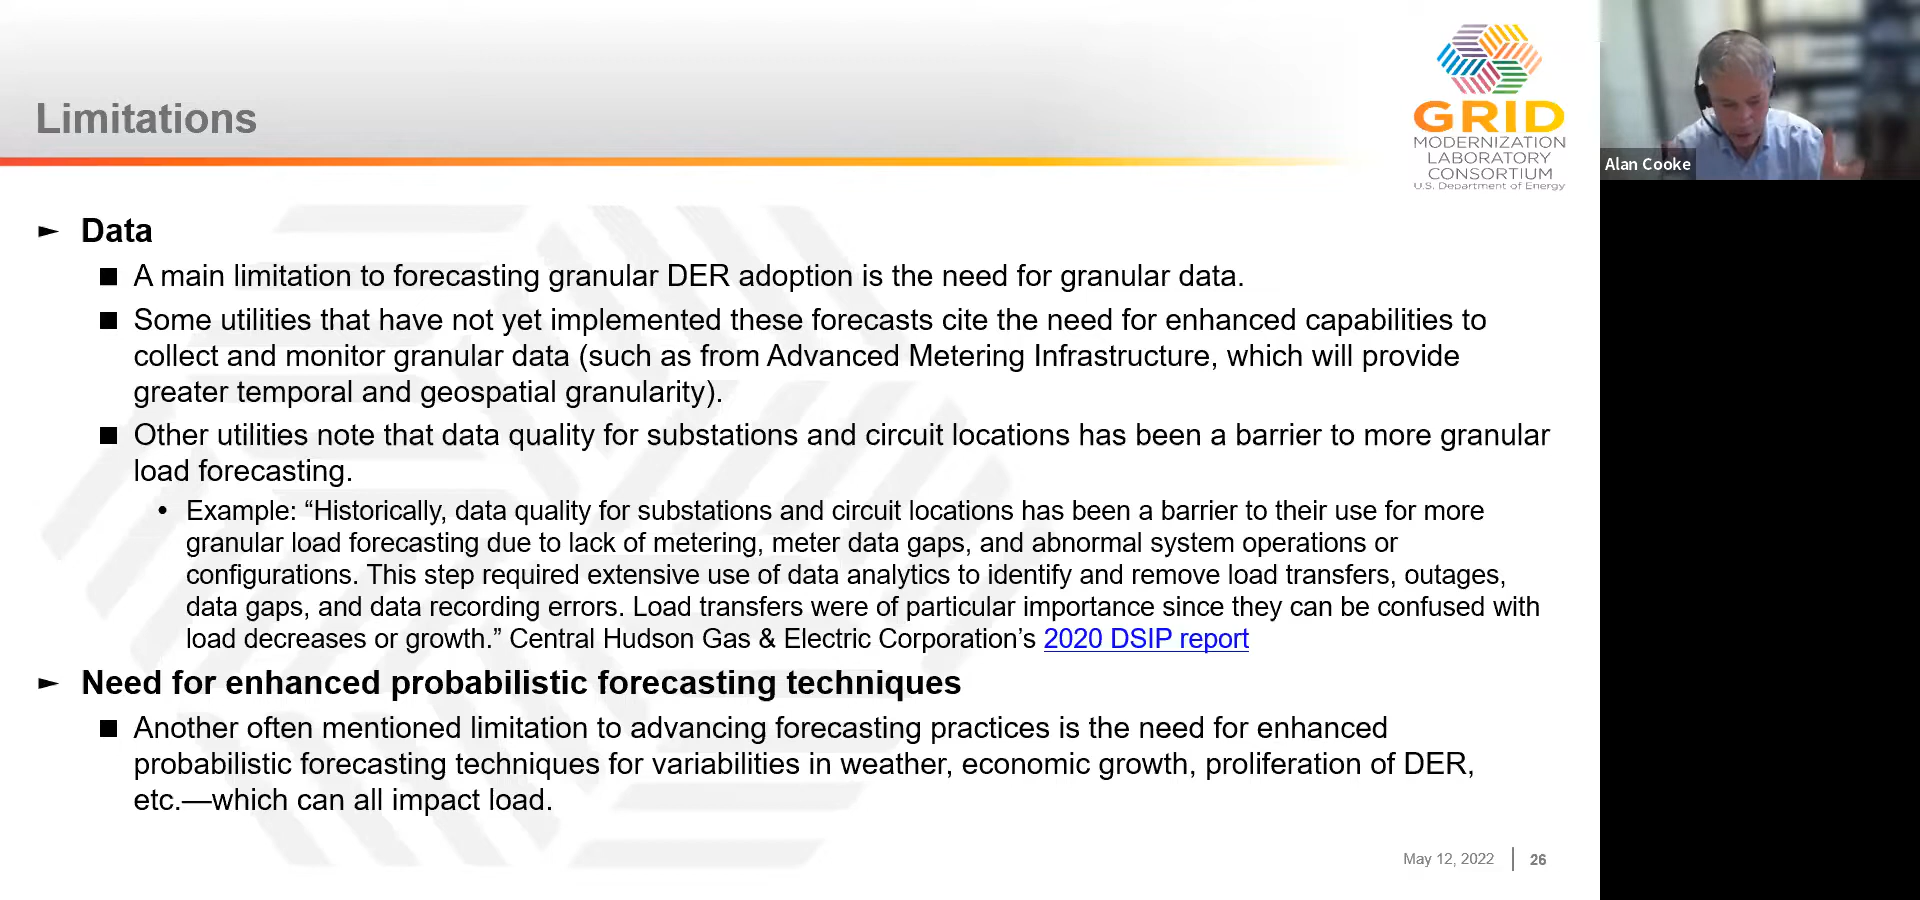 Limitations
GRID
MODERNIZATION
LABORATORY
CONSORTIUM
U.S. Department of Energy
Alan Cooke
► Data
■ A main limitation to forecasting granular DER adoption is the need for granular data.
■ Some utilities that have not yet implemented these forecasts cite the need for enhanced capabilities to
collect and monitor granular data (such as from Advanced Metering Infrastructure, which will provide
greater temporal and geospatial granularity).
■ Other utilities note that data quality for substations and circuit locations has been a barrier to more granular
load forecasting.
• Example: “Historically, data quality for substations and circuit locations has been a barrier to their use for more
granular load forecasting due to lack of metering, meter data gaps, and abnormal system operations or
configurations. This step required extensive use of data analytics to identify and remove load transfers, outages,
data gaps, and data recording errors. Load transfers were of particular importance since they can be confused with
load decreases or growth.” Central Hudson Gas & Electric Corporation’s 2020 DSIP report
► Need for enhanced probabilistic forecasting techniques
■ Another often mentioned limitation to advancing forecasting practices is the need for enhanced
probabilistic forecasting techniques for variabilities in weather, economic growth, proliferation of DER,
etc.—which can all impact load.
May 12, 2022 | 26